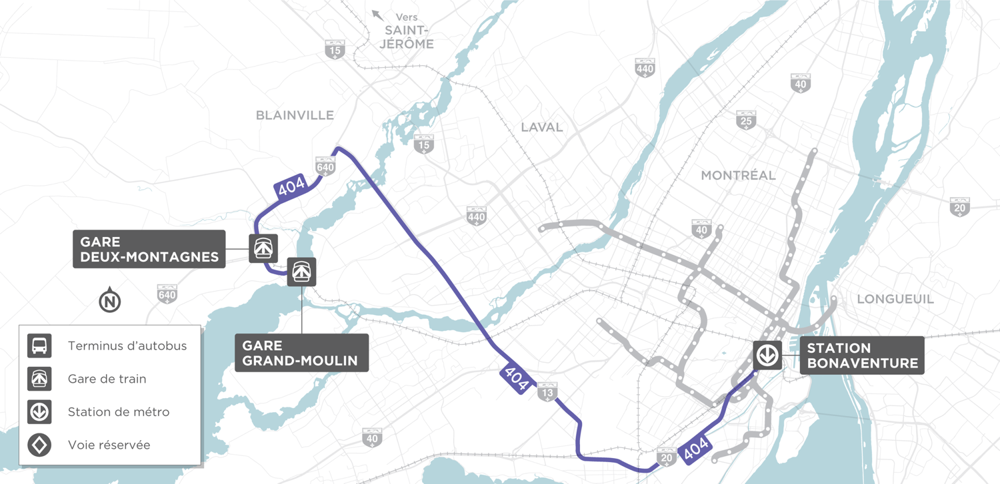 Vers
SAINT-
JÉRÔME
15
440
40
BLAINVILLE
25
LAVAL
15
640
MONTRÉAL
404
20
440
40
GARE
DEUX-MONTAGNES
640
N
LONGUEUIL
Terminus d'autobus
Gare de train
Station de métro
Voie réservée
GARE
GRAND-MOULIN
STATION
BONAVENTURE
404
13
40
20
404